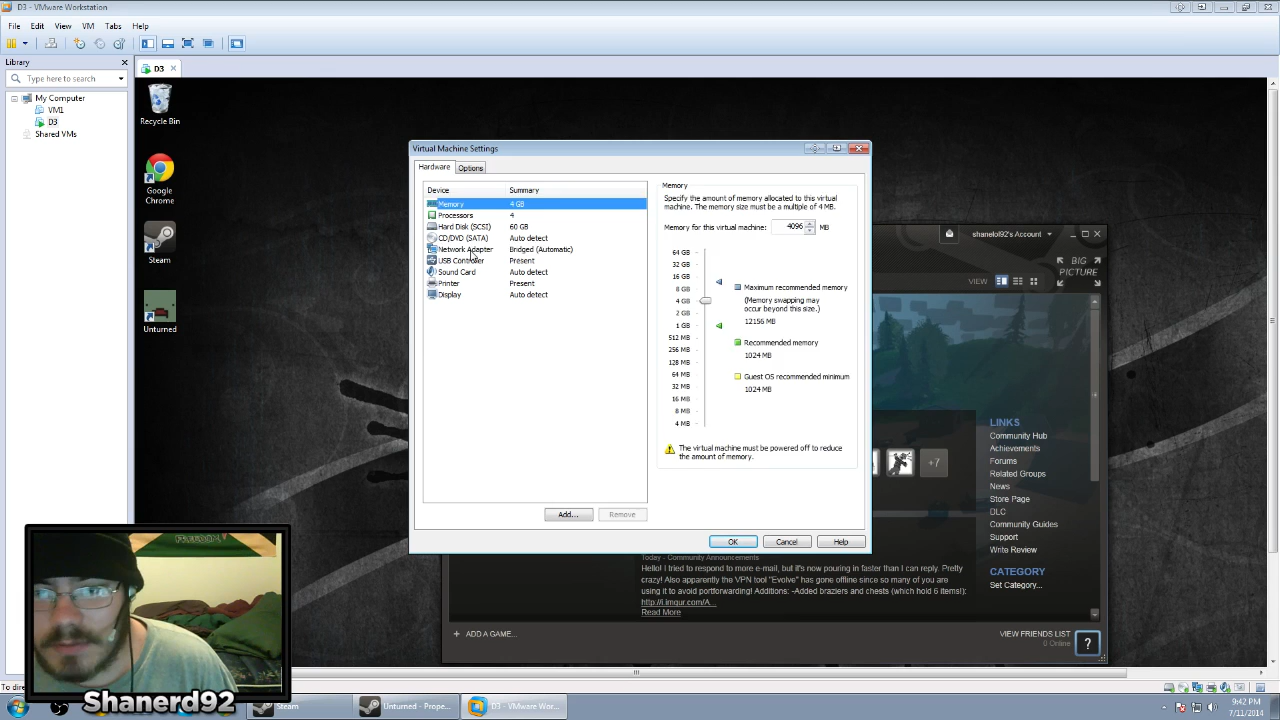 D3 - VMware Workstation
File Edit View VM Tabs Help
Library
Type here to search
My Computer
VM1
D3
Shared VMs
D3
Recycle Bin
Google
Chrome
Steam
Unturned
Virtual Machine Settings
Hardware Options
Device Summary
Memory 4 GB
Processors 4
Hard Disk (SCSI) 60 GB
CD/DVD (SATA) Auto detect
Network Adapter Bridged (Automatic)
USB Controller Present
Sound Card Auto detect
Printer Present
Display Auto detect
Add... Remove
Memory
Specify the amount of memory allocated to this virtual
machine. The memory size must be a multiple of 4 MB.
Memory for this virtual machine: 4096 MB
64 GB
32 GB
16 GB
8 GB
4 GB
2 GB
1 GB
512 MB
256 MB
128 MB
64 MB
32 MB
16 MB
8 MB
4 MB
Maximum recommended memory
(Memory swapping may
occur beyond this size.)
12156 MB
Recommended memory
1024 MB
Guest OS recommended minimum
1024 MB
The virtual machine must be powered off to reduce
the amount of memory.
OK Cancel Help
shanelol92's Account
VIEW
BIG
PICTURE
+7
LINKS
Community Hub
Achievements
Forums
Related Groups
News
Store Page
DLC
Community Guides
Support
Write Review
CATEGORY
Set Category...
Today - Community Announcements
Hello! I tried to respond to more e-mail, but it's now pouring in faster than I can reply. Pretty
crazy! Also apparently the VPN tool "Evolve" has gone offline since so many of you are
using it to avoid portforwarding! Additions: -Added braziers and chests (which hold 6 items!):
http://i.imgur.com/A...
Read More
+ ADD A GAME...
VIEW FRIENDS LIST
0 Online
?
To dire
Shanerd92
Steam
Unturned - Prope...
D3 - VMware Wor...
9:42 PM
7/11/2014